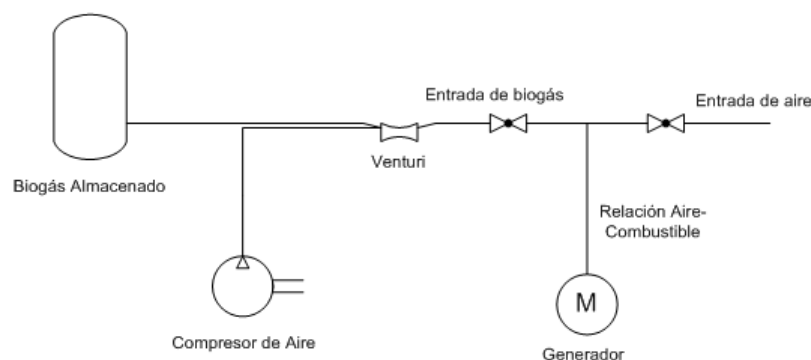 Entrada de biogás
Entrada de aire
Venturi
Biogás Almacenado
Relación Aire-
Combustible
M
Compresor de Aire
Generador